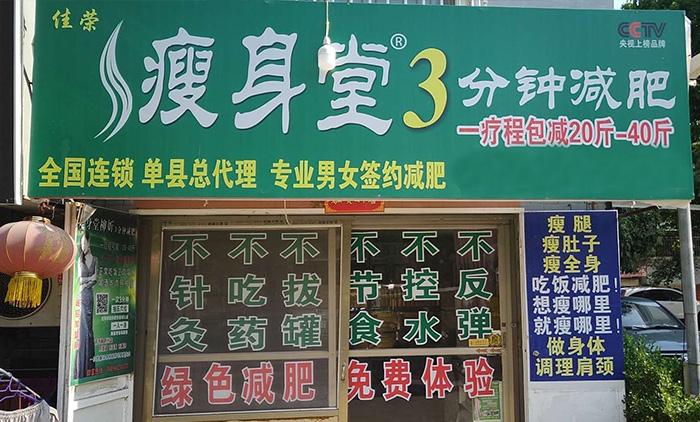 佳荣
瘦身堂® 3分钟减肥
CCTV
央视上榜品牌
一疗程包减20斤-40斤
全国连锁 单县总代理 专业男女签约减肥
不针灸 不吃药 不拔罐 不节食 不控水 不反弹
绿色减肥 免费体验
瘦腿
瘦肚子
瘦全身
吃饭减肥!
想瘦哪里
就瘦哪里!
做身体
调理肩颈